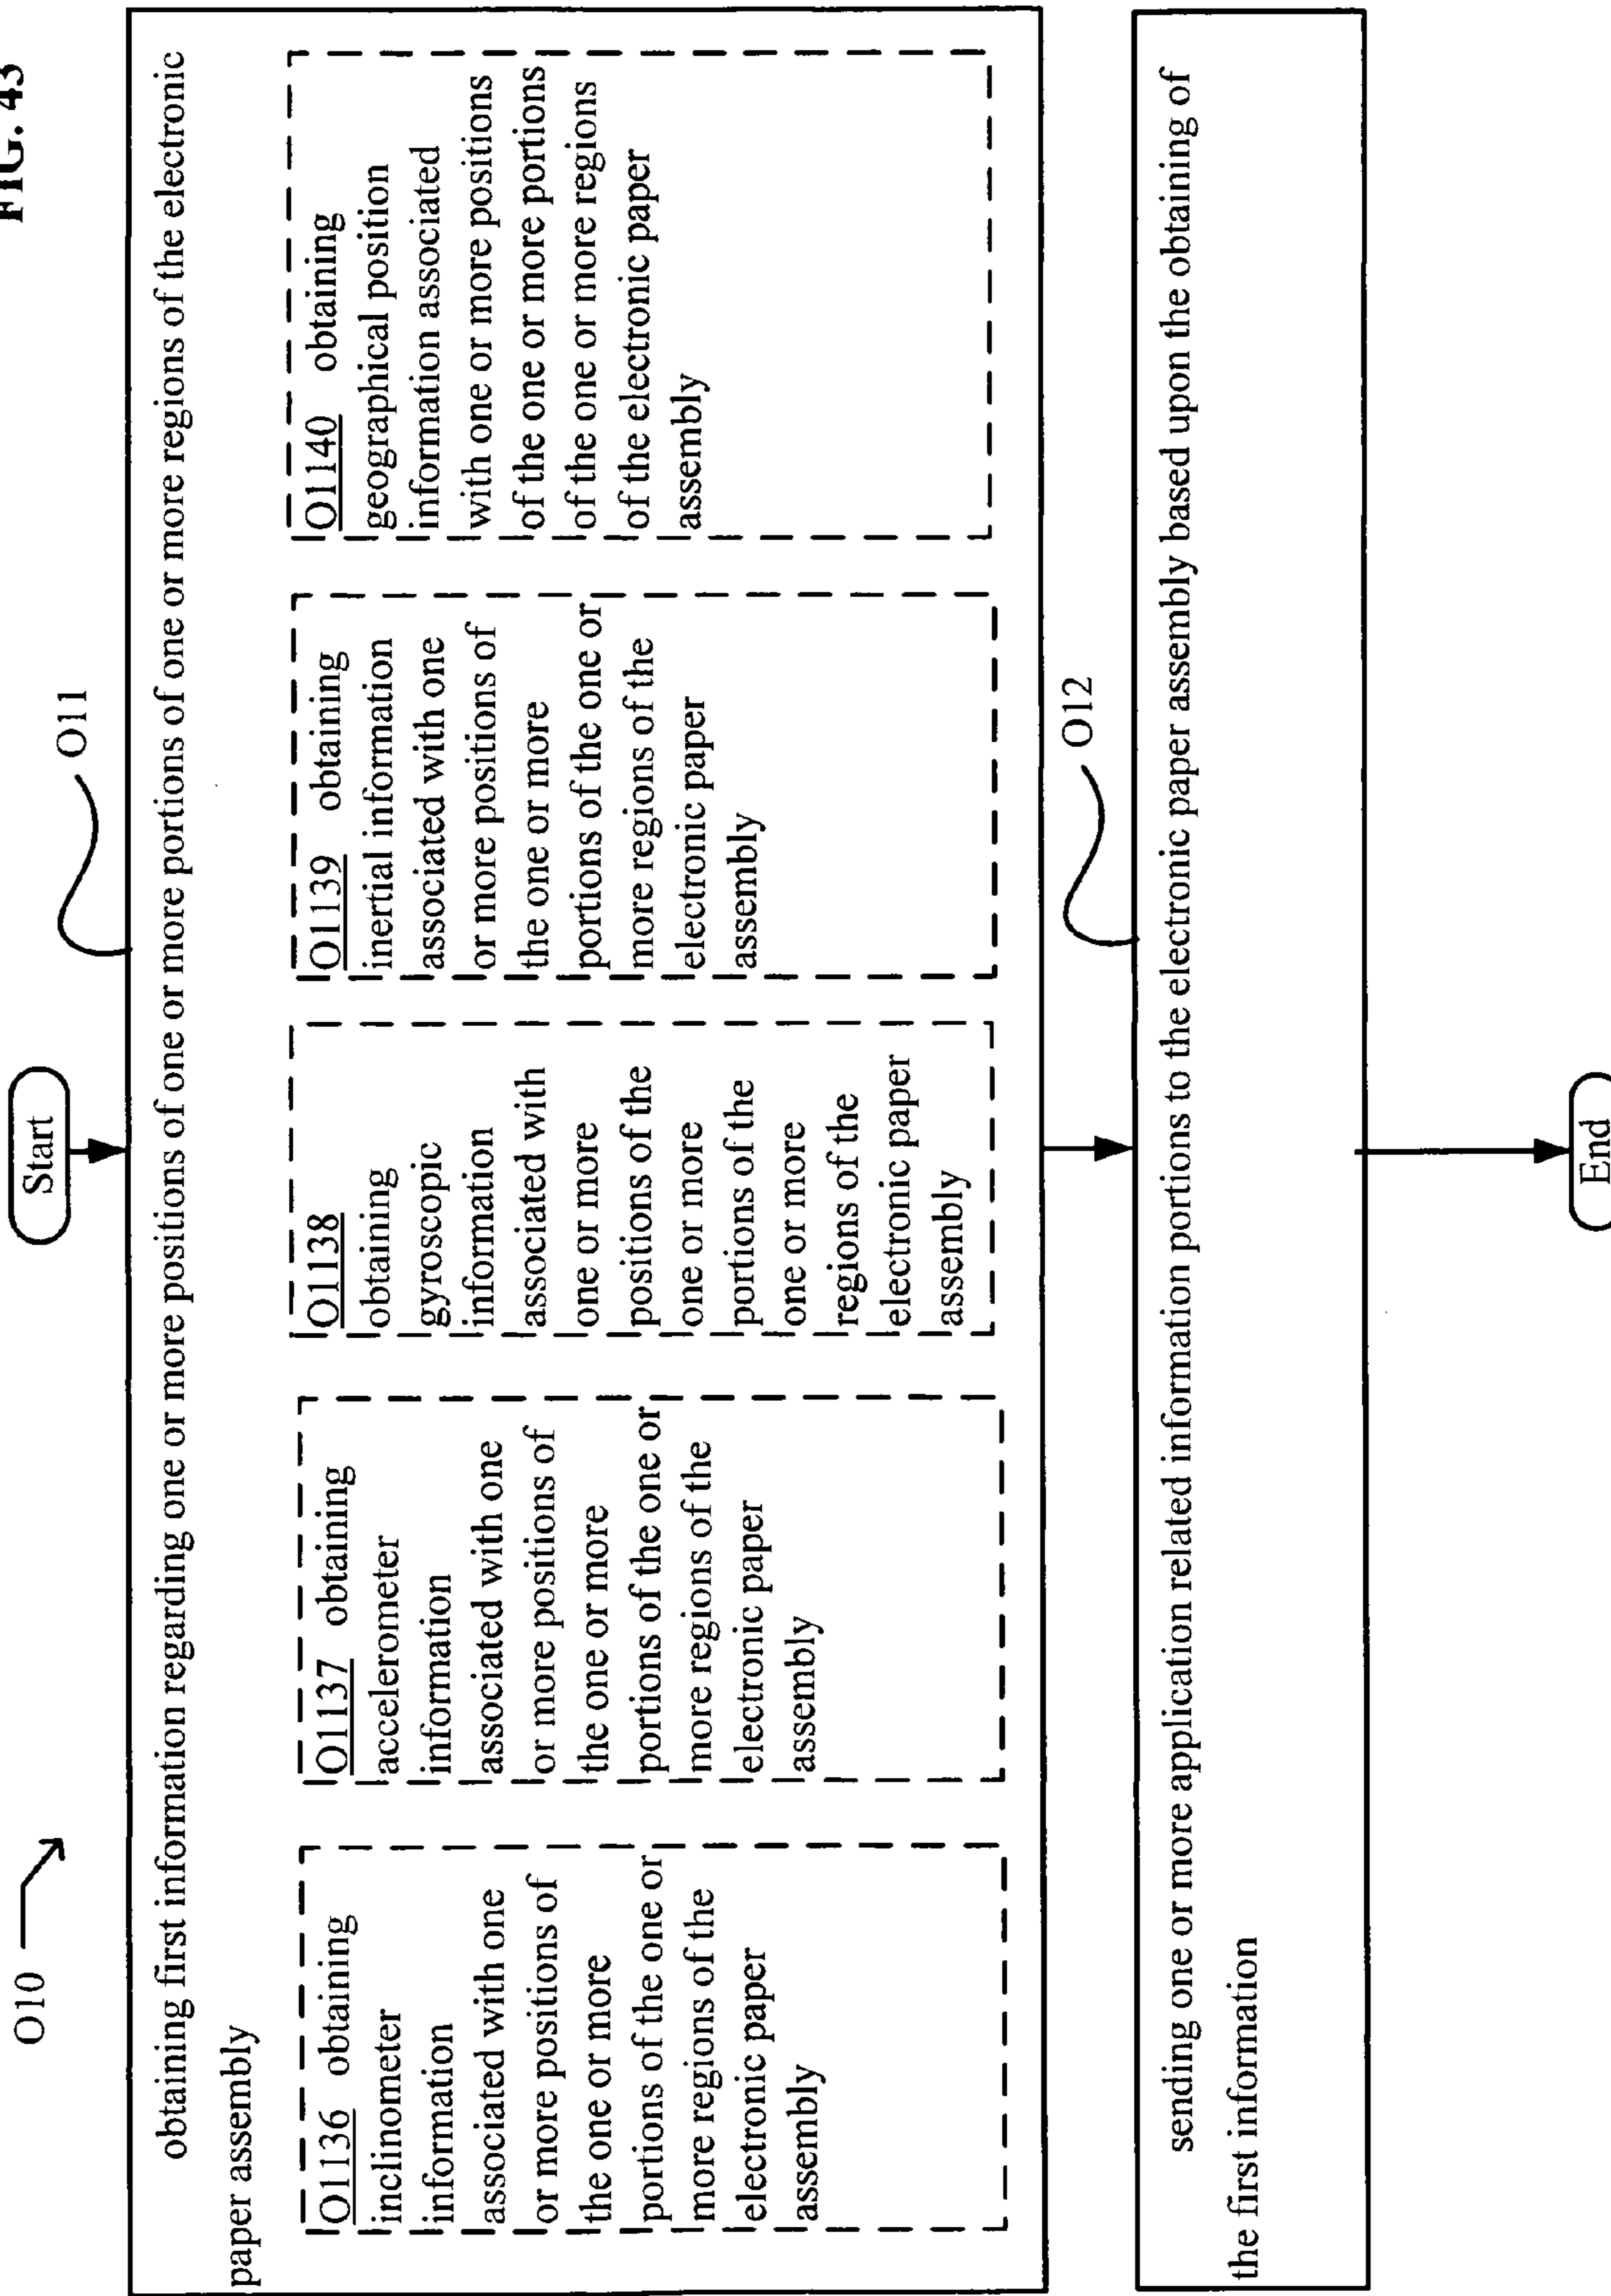 FIG. 43
O10
Start
O11
obtaining first information regarding one or more positions of one or more portions of one or more regions of the electronic
paper assembly
O1136 obtaining
inclinometer
information
associated with one
or more positions of
the one or more
portions of the one or
more regions of the
electronic paper
assembly
O1137 obtaining
accelerometer
information
associated with one
or more positions of
the one or more
portions of the one or
more regions of the
electronic paper
assembly
O1138
obtaining
gyroscopic
information
associated with
one or more
positions of the
one or more
portions of the
one or more
regions of the
electronic paper
assembly
O1139 obtaining
inertial information
associated with one
or more positions of
the one or more
portions of the one or
more regions of the
electronic paper
assembly
O1140 obtaining
geographical position
information associated
with one or more positions
of the one or more portions
of the one or more regions
of the electronic paper
assembly
O12
sending one or more application related information portions to the electronic paper assembly based upon the obtaining of
the first information
End